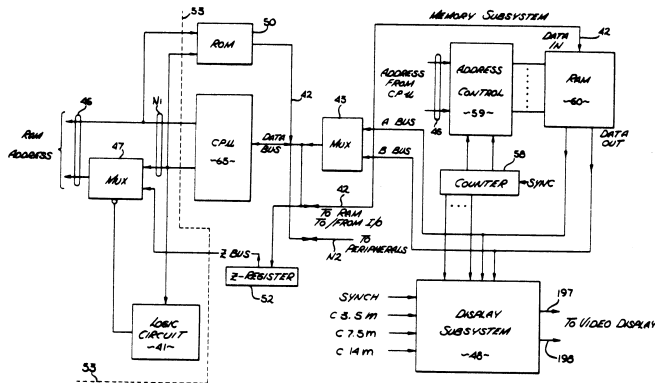 53
50
MEMORY SUBSYSTEM
ROM
42
DATA IN
42
ADDRESS FROM CPU
46
ADDRESS CONTROL ~59~
RAM ~60~
DATA OUT
46
N1
RAM ADDRESS
47
MUX
CPU ~65~
DATA BUS
43
MUX
A BUS
B BUS
58
COUNTER
SYNC
42
TO RAM
TO/FROM I/O
TO PERIPHERALS
N2
Z BUS
Z-REGISTER
52
LOGIC CIRCUIT ~41~
53
SYNCH
C 3.5m
C 7.5m
C 14m
DISPLAY SUBSYSTEM ~48~
197
TO VIDEO DISPLAY
198